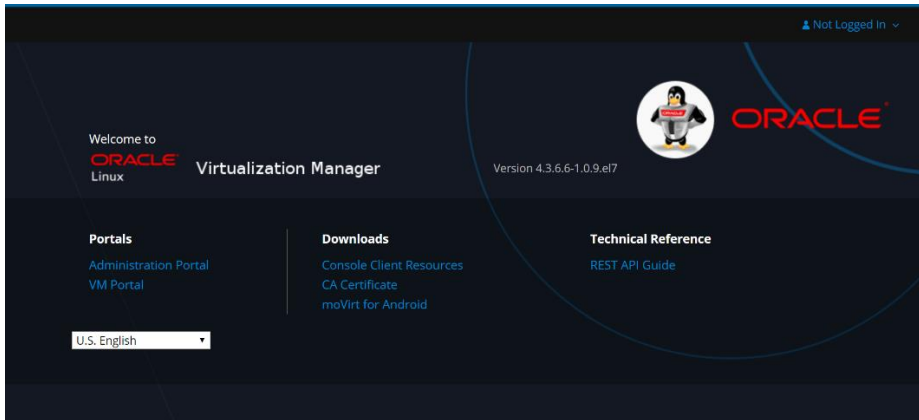 Not Logged In
Welcome to
ORACLE
Linux
Virtualization Manager
Version 4.3.6.6-1.0.9.el7
ORACLE
ORACLE
Portals
Administration Portal
VM Portal
Downloads
Console Client Resources
CA Certificate
moVirt for Android
Technical Reference
REST API Guide
U.S. English